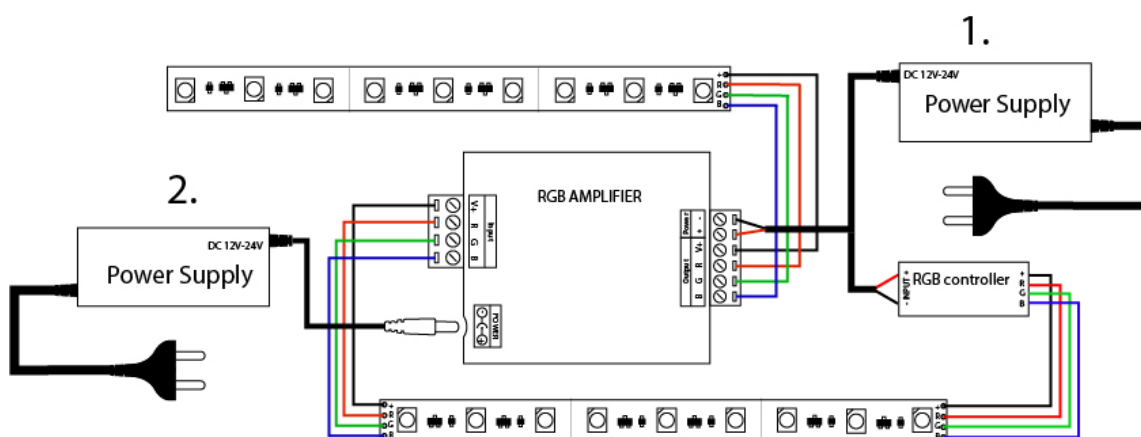 1.
DC 12V-24V
Power Supply
+
R
G
B
RGB AMPLIFIER
2.
DC 12V-24V
Power Supply
V+
R
G
B
Input
Power
- 
+
Output
V+
R
G
B
POWER
+
- INPUT
RGB controller
+
R
G
B
+
R
G
B
+
R
G
B